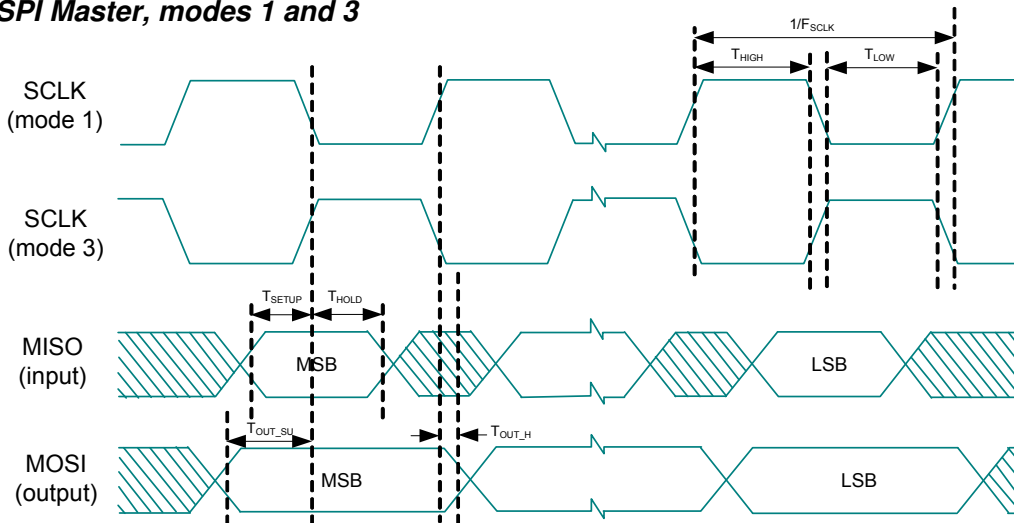 SPI Master, modes 1 and 3
1/FSCLK
THIGH
TLOW
SCLK
(mode 1)
SCLK
(mode 3)
TSETUP
THOLD
MISO
(input)
MSB
LSB
TOUT_SU
TOUT_H
MOSI
(output)
MSB
LSB